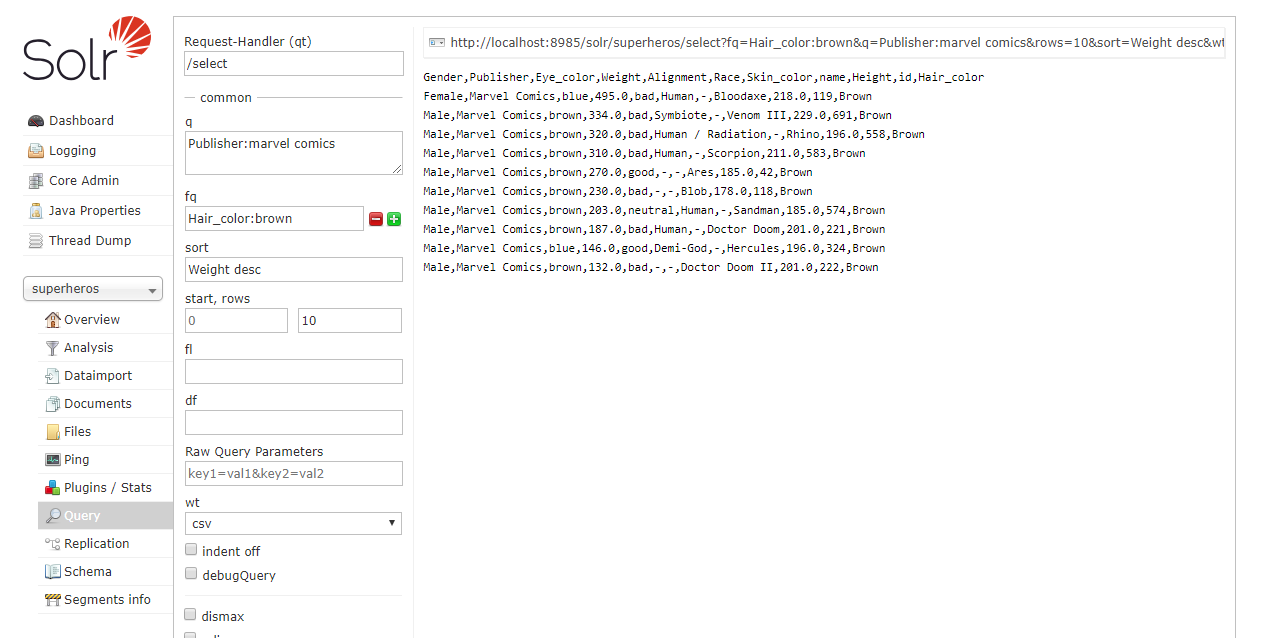 Solr
Dashboard
Logging
Core Admin
Java Properties
Thread Dump
superheros
Overview
Analysis
Dataimport
Documents
Files
Ping
Plugins / Stats
Query
Replication
Schema
Segments info
Request-Handler (qt)
/select
common
q
Publisher:marvel comics
fq
Hair_color:brown
sort
Weight desc
start, rows
0 10
fl
df
Raw Query Parameters
key1=val1&key2=val2
wt
csv
indent off
debugQuery
dismax
http://localhost:8985/solr/superheros/select?fq=Hair_color:brown&q=Publisher:marvel comics&rows=10&sort=Weight desc&wt
Gender,Publisher,Eye_color,Weight,Alignment,Race,Skin_color,name,Height,id,Hair_color
Female,Marvel Comics,blue,495.0,bad,Human,-,Bloodaxe,218.0,119,Brown
Male,Marvel Comics,brown,334.0,bad,Symbiote,-,Venom III,229.0,691,Brown
Male,Marvel Comics,brown,320.0,bad,Human / Radiation,-,Rhino,196.0,558,Brown
Male,Marvel Comics,brown,310.0,bad,Human,-,Scorpion,211.0,583,Brown
Male,Marvel Comics,brown,270.0,good,-,-,Ares,185.0,42,Brown
Male,Marvel Comics,brown,230.0,bad,-,-,Blob,178.0,118,Brown
Male,Marvel Comics,brown,203.0,neutral,Human,-,Sandman,185.0,574,Brown
Male,Marvel Comics,brown,187.0,bad,Human,-,Doctor Doom,201.0,221,Brown
Male,Marvel Comics,blue,146.0,good,Demi-God,-,Hercules,196.0,324,Brown
Male,Marvel Comics,brown,132.0,bad,-,-,Doctor Doom II,201.0,222,Brown